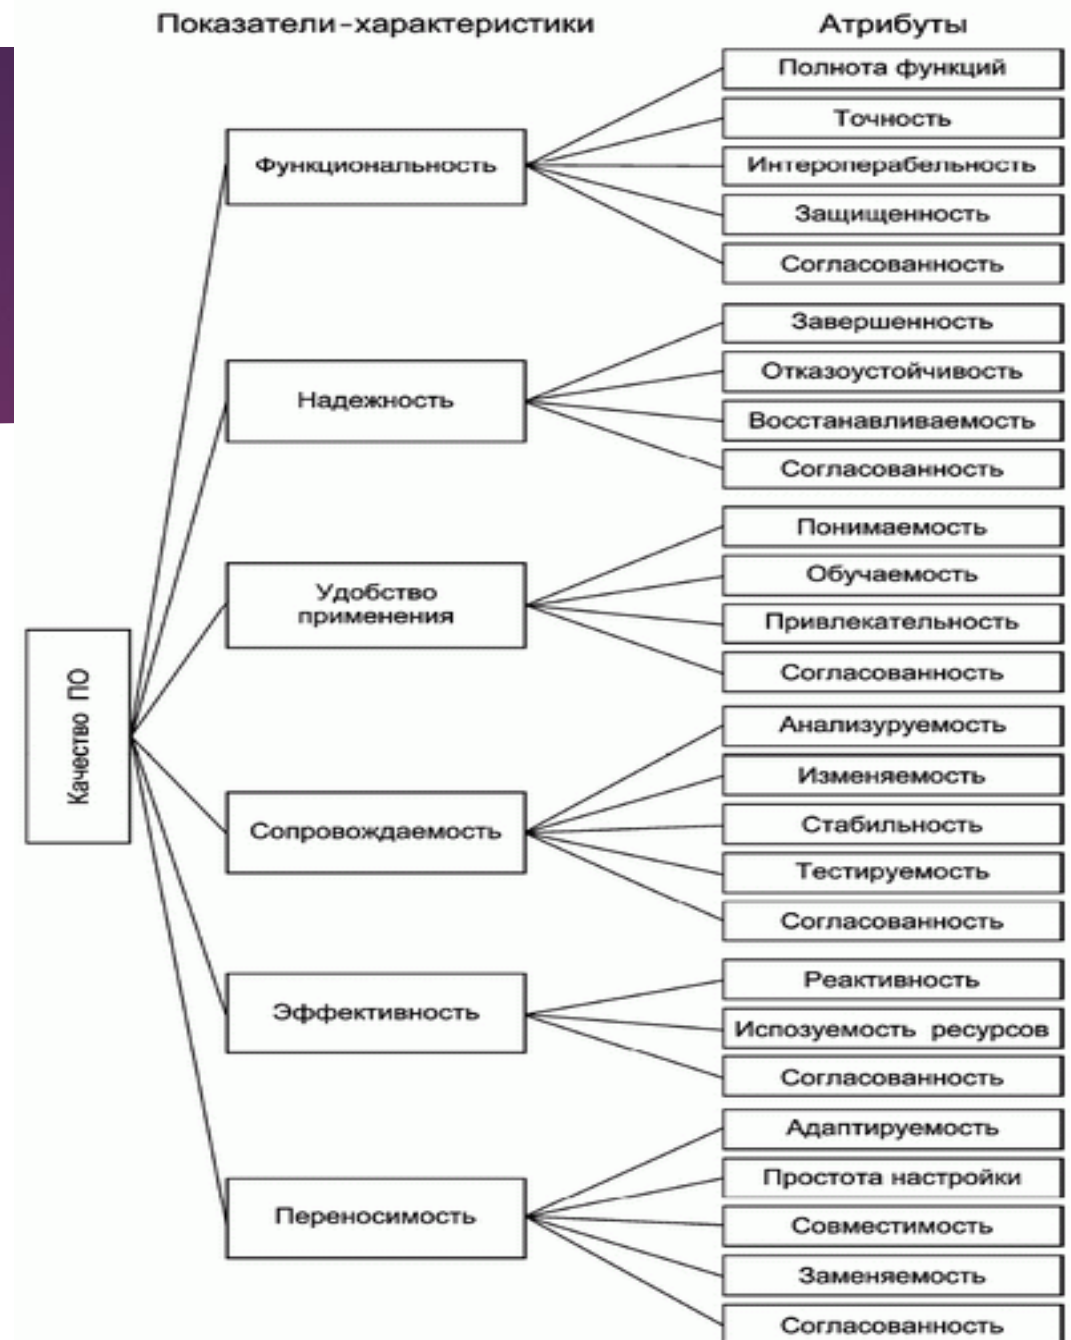 Показатели-характеристики
Атрибуты
Качество ПО
Функциональность
Полнота функций
Точность
Интероперабельность
Защищенность
Согласованность
Надежность
Завершенность
Отказоустойчивость
Восстанавливаемость
Согласованность
Удобство
применения
Понимаемость
Обучаемость
Привлекательность
Согласованность
Сопровождаемость
Анализуруемость
Изменяемость
Стабильность
Тестируемость
Согласованность
Эффективность
Реактивность
Испозуемость ресурсов
Согласованность
Переносимость
Адаптируемость
Простота настройки
Совместимость
Заменяемость
Согласованность